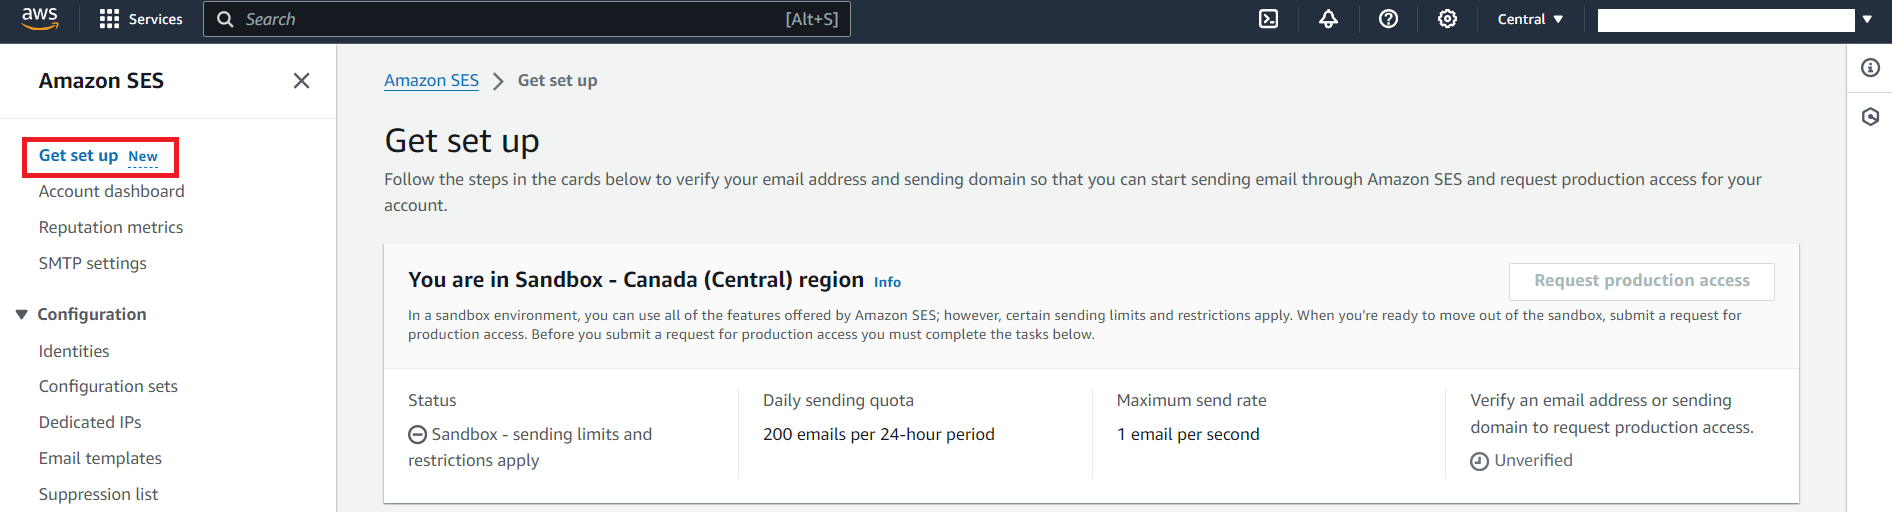 aws
Services
Search
[Alt+S]
Central
Amazon SES
Get set up New
Account dashboard
Reputation metrics
SMTP settings
Configuration
Identities
Configuration sets
Dedicated IPs
Email templates
Suppression list
Amazon SES > Get set up
Get set up
Follow the steps in the cards below to verify your email address and sending domain so that you can start sending email through Amazon SES and request production access for your
account.
You are in Sandbox - Canada (Central) region Info
Request production access
In a sandbox environment, you can use all of the features offered by Amazon SES; however, certain sending limits and restrictions apply. When you're ready to move out of the sandbox, submit a request for
production access. Before you submit a request for production access you must complete the tasks below.
Status
Sandbox - sending limits and
restrictions apply
Daily sending quota
200 emails per 24-hour period
Maximum send rate
1 email per second
Verify an email address or sending
domain to request production access.
Unverified